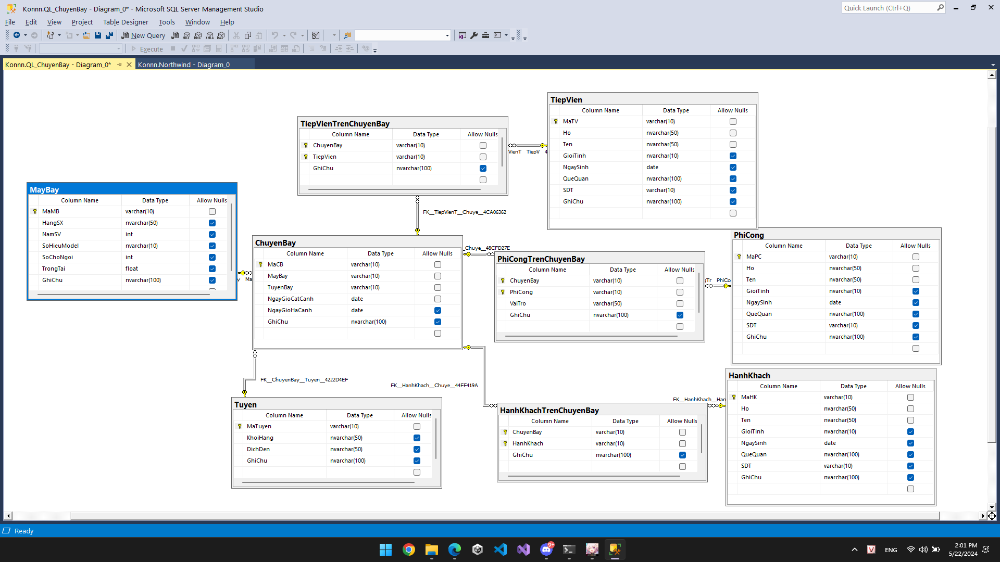 Konnn.QL_ChuyenBay - Diagram_0* - Microsoft SQL Server Management Studio
Quick Launch (Ctrl+Q)
File Edit View Project Table Designer Tools Window Help
New Query
MDX DMX XMLA DAX
Execute
Konnn.QL_ChuyenBay - Diagram_0*
Konnn.Northwind - Diagram_0
TiepVien
Column Name Data Type Allow Nulls
MaTV varchar(10)
Ho nvarchar(50)
Ten nvarchar(50)
GioiTinh nvarchar(10)
NgaySinh date
QueQuan nvarchar(100)
SDT varchar(10)
GhiChu nvarchar(100)
TiepVienTrenChuyenBay
Column Name Data Type Allow Nulls
ChuyenBay varchar(10)
TiepVien varchar(10)
GhiChu nvarchar(100)
VienT TiepV 4
MayBay
Column Name Data Type Allow Nulls
MaMB varchar(10)
HangSX nvarchar(50)
NamSV int
SoHieuModel nvarchar(10)
SoChoNgoi int
TrongTai float
GhiChu nvarchar(100)
FK__TiepVienT__Chuye__4CA06362
y Ma
ChuyenBay
Column Name Data Type Allow Nulls
MaCB varchar(10)
MayBay varchar(10)
TuyenBay varchar(10)
NgayGioCatCanh date
NgayGioHaCanh date
GhiChu nvarchar(100)
_Chuye__48CFD27E
PhiCongTrenChuyenBay
Column Name Data Type Allow Nulls
ChuyenBay varchar(10)
PhiCong varchar(10)
VaiTro varchar(50)
GhiChu nvarchar(100)
gTr PhiCo
PhiCong
Column Name Data Type Allow Nulls
MaPC varchar(10)
Ho nvarchar(50)
Ten nvarchar(50)
GioiTinh nvarchar(10)
NgaySinh date
QueQuan nvarchar(100)
SDT varchar(10)
GhiChu nvarchar(100)
FK__ChuyenBay__Tuyen__4222D4EF
FK__HanhKhach__Chuye__44FF419A
Tuyen
Column Name Data Type Allow Nulls
MaTuyen varchar(10)
KhoiHang nvarchar(50)
DichDen nvarchar(50)
GhiChu nvarchar(100)
HanhKhachTrenChuyenBay
Column Name Data Type Allow Nulls
ChuyenBay varchar(10)
HanhKhach varchar(10)
GhiChu nvarchar(100)
FK__HanhKhach__Han
HanhKhach
Column Name Data Type Allow Nulls
MaHK varchar(10)
Ho nvarchar(50)
Ten nvarchar(50)
GioiTinh nvarchar(10)
NgaySinh date
QueQuan nvarchar(100)
SDT varchar(10)
GhiChu nvarchar(100)
Ready
9+
V
ENG
2:01 PM
5/22/2024